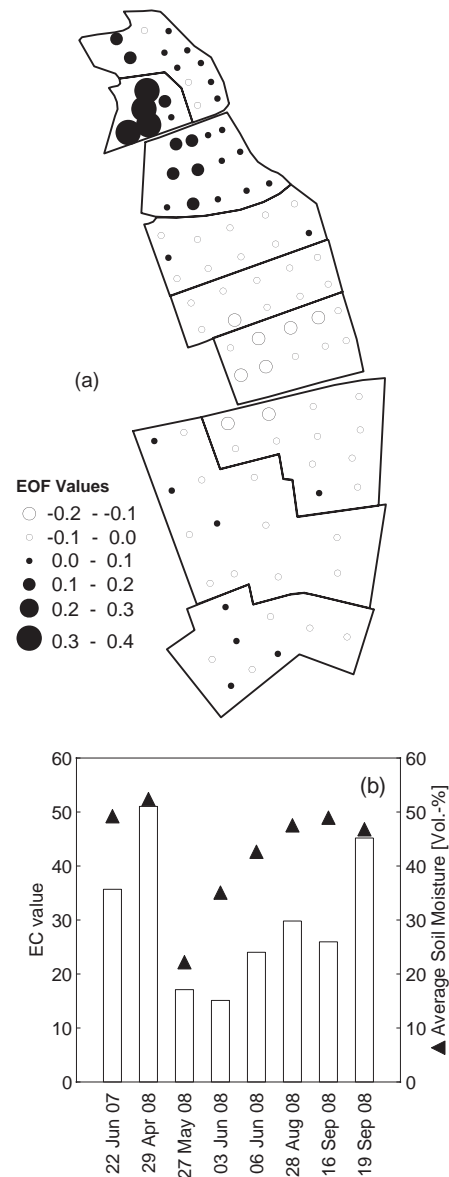 (a)
EOF Values
-0.2 - -0.1
-0.1 - 0.0
0.0 - 0.1
0.1 - 0.2
0.2 - 0.3
0.3 - 0.4
(b)
60 60
50 50
40 40
30 30
20 20
10 10
0 0
EC value
▲ Average Soil Moisture [Vol.-%]
22 Jun 07
29 Apr 08
27 May 08
03 Jun 08
06 Jun 08
28 Aug 08
16 Sep 08
19 Sep 08